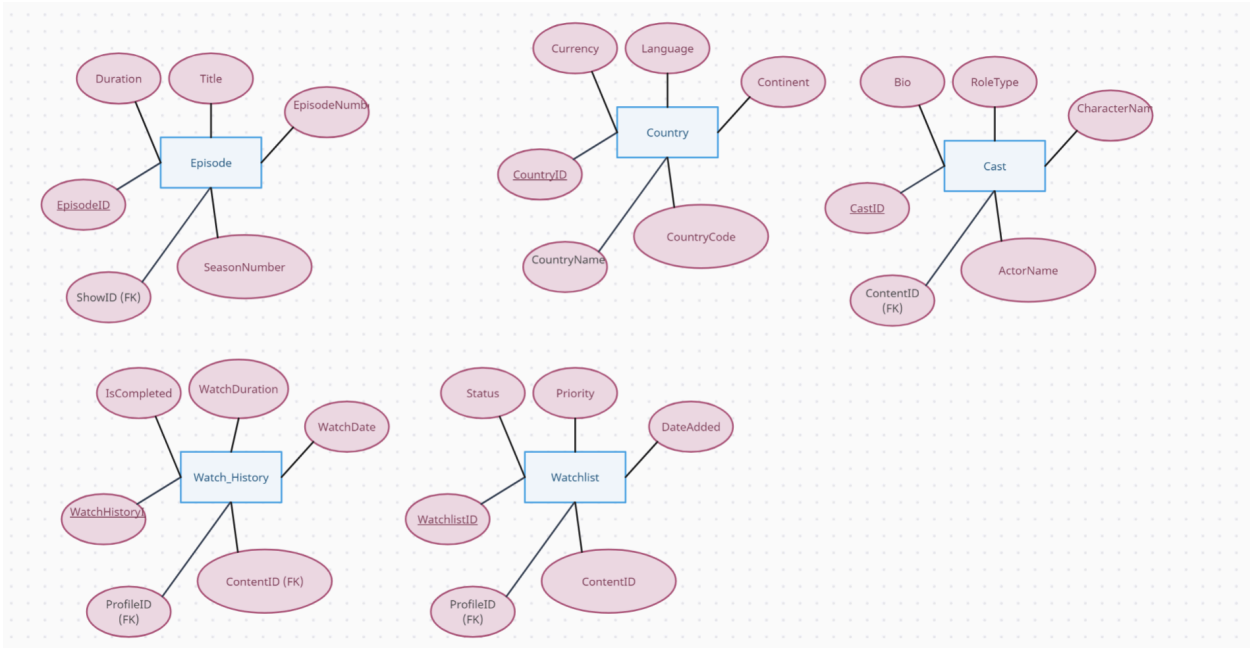 Currency
Language
Duration
Title
Continent
Bio
RoleType
EpisodeNumb
CharacterNam
Country
Episode
Cast
CountryID
EpisodeID
CastID
CountryCode
CountryName
SeasonNumber
ActorName
ShowID (FK)
ContentID
(FK)
IsCompleted
WatchDuration
Status
Priority
WatchDate
DateAdded
Watch_History
Watchlist
WatchHistoryI
WatchlistID
ContentID (FK)
ContentID
ProfileID
(FK)
ProfileID
(FK)